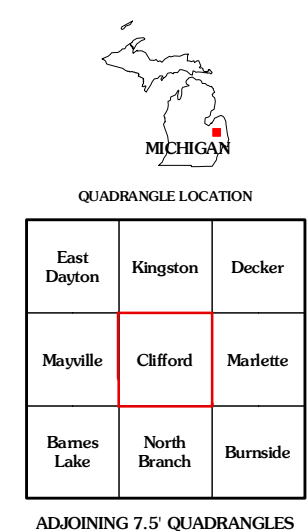 MICHIGAN
QUADRANGLE LOCATION
East
Dayton
Kingston
Decker
Mayville
Clifford
Marlette
Barnes
Lake
North
Branch
Burnside
ADJOINING 7.5' QUADRANGLES